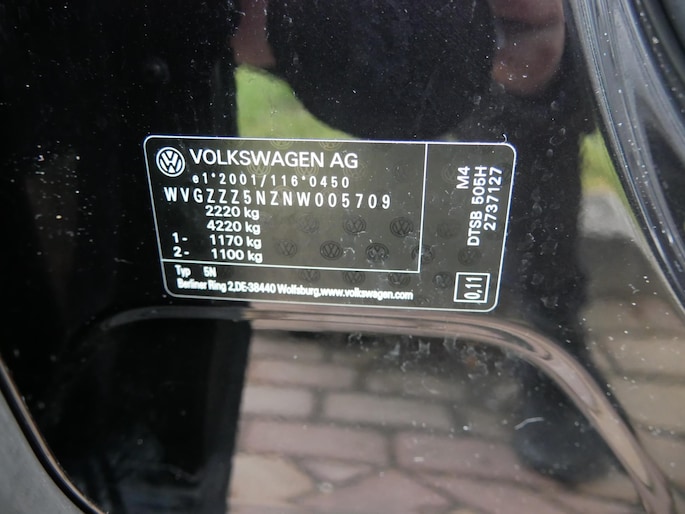 VOLKSWAGEN AG
e1*2001/116*0450
WVGZZZ5NZNW005709
2220 kg
4220 kg
1- 1170 kg
2- 1100 kg
Typ 5N
Berliner Ring 2,DE-38440 Wolfsburg,www.volkswagen.com
M4
DTSB 505H
2737127
0,11